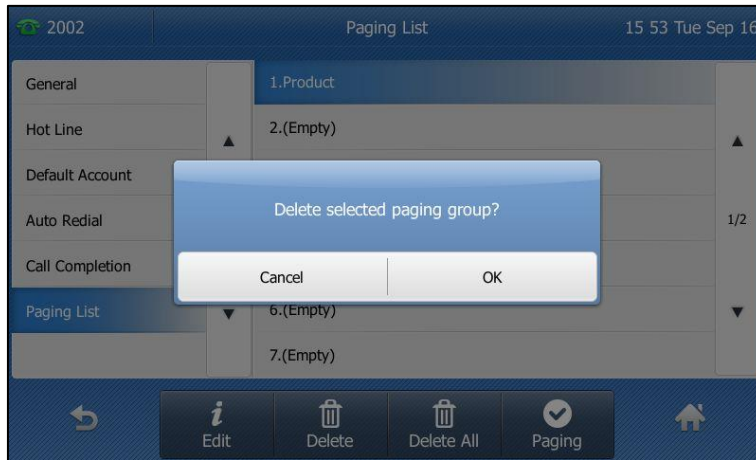 2002
Paging List
15 53 Tue Sep 16
General
Hot Line
Default Account
Auto Redial
Call Completion
Paging List
1.Product
2.(Empty)
6.(Empty)
7.(Empty)
1/2
Delete selected paging group?
Cancel
OK
Edit
Delete
Delete All
Paging